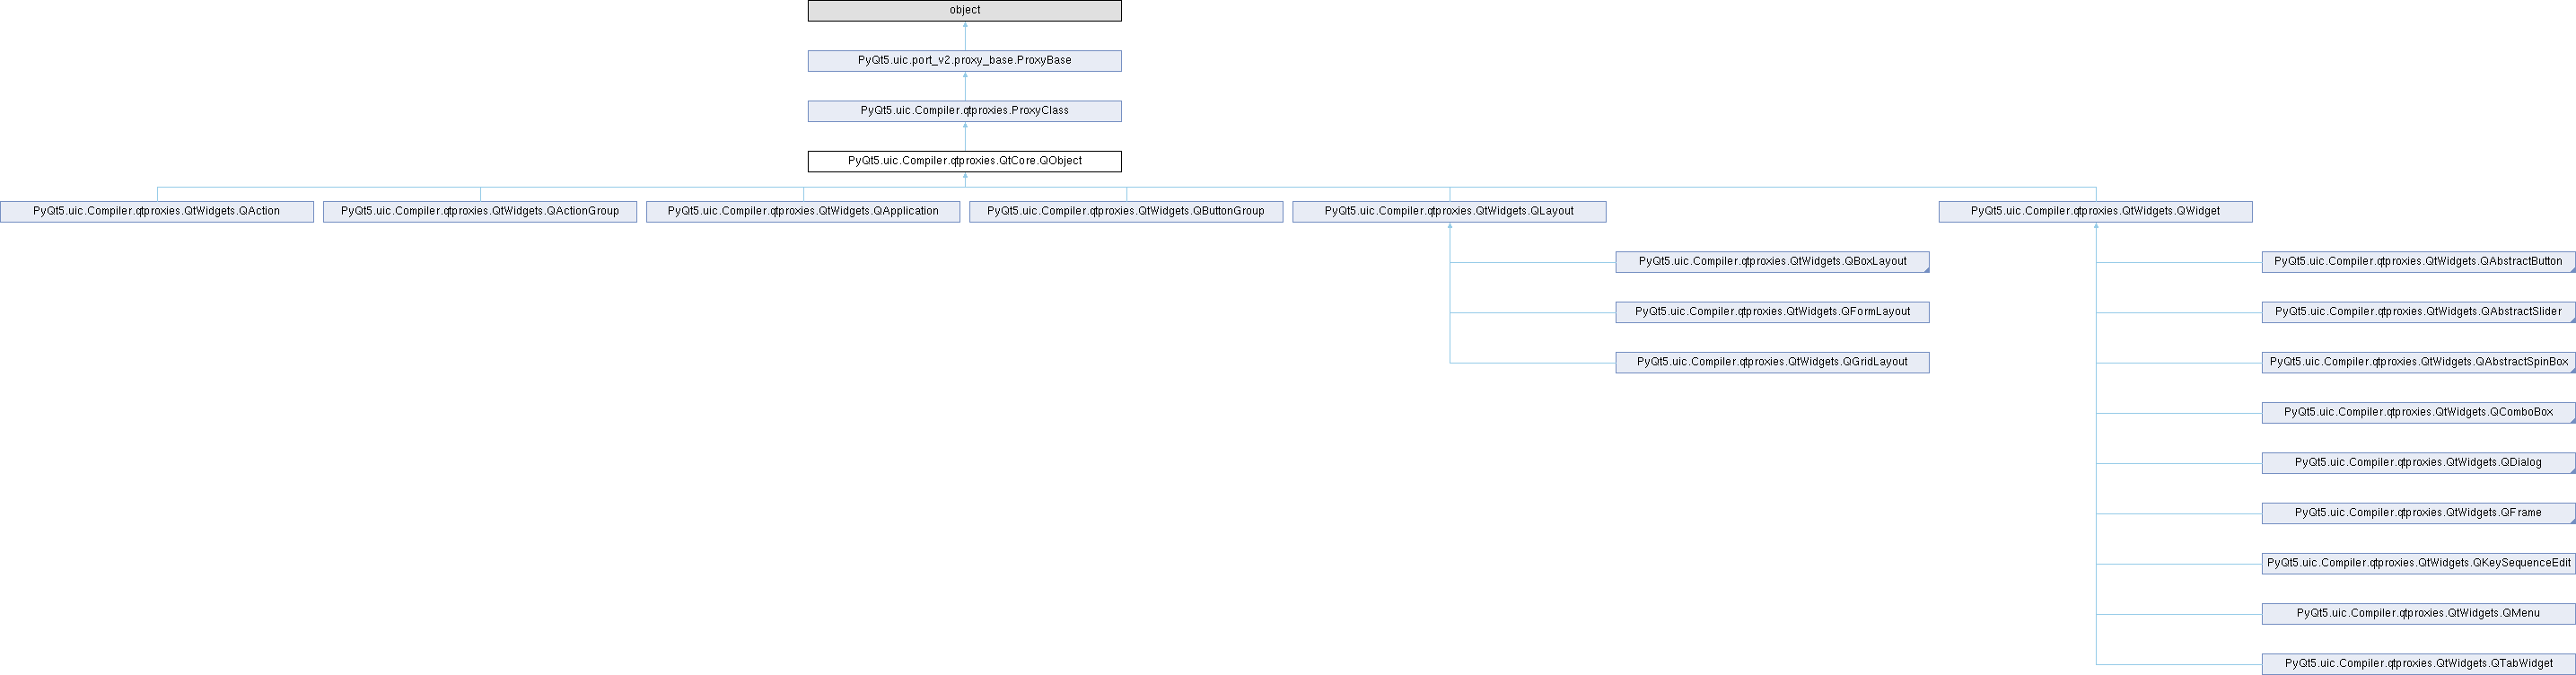 object
PyQt5.uic.port_v2.proxy_base.ProxyBase
PyQt5.uic.Compiler.qtproxies.ProxyClass
PyQt5.uic.Compiler.qtproxies.QtCore.QObject
PyQt5.uic.Compiler.qtproxies.QtWidgets.QAction
PyQt5.uic.Compiler.qtproxies.QtWidgets.QActionGroup
PyQt5.uic.Compiler.qtproxies.QtWidgets.QApplication
PyQt5.uic.Compiler.qtproxies.QtWidgets.QButtonGroup
PyQt5.uic.Compiler.qtproxies.QtWidgets.QLayout
PyQt5.uic.Compiler.qtproxies.QtWidgets.QWidget
PyQt5.uic.Compiler.qtproxies.QtWidgets.QBoxLayout
PyQt5.uic.Compiler.qtproxies.QtWidgets.QFormLayout
PyQt5.uic.Compiler.qtproxies.QtWidgets.QGridLayout
PyQt5.uic.Compiler.qtproxies.QtWidgets.QAbstractButton
PyQt5.uic.Compiler.qtproxies.QtWidgets.QAbstractSlider
PyQt5.uic.Compiler.qtproxies.QtWidgets.QAbstractSpinBox
PyQt5.uic.Compiler.qtproxies.QtWidgets.QComboBox
PyQt5.uic.Compiler.qtproxies.QtWidgets.QDialog
PyQt5.uic.Compiler.qtproxies.QtWidgets.QFrame
PyQt5.uic.Compiler.qtproxies.QtWidgets.QKeySequenceEdit
PyQt5.uic.Compiler.qtproxies.QtWidgets.QMenu
PyQt5.uic.Compiler.qtproxies.QtWidgets.QTabWidget